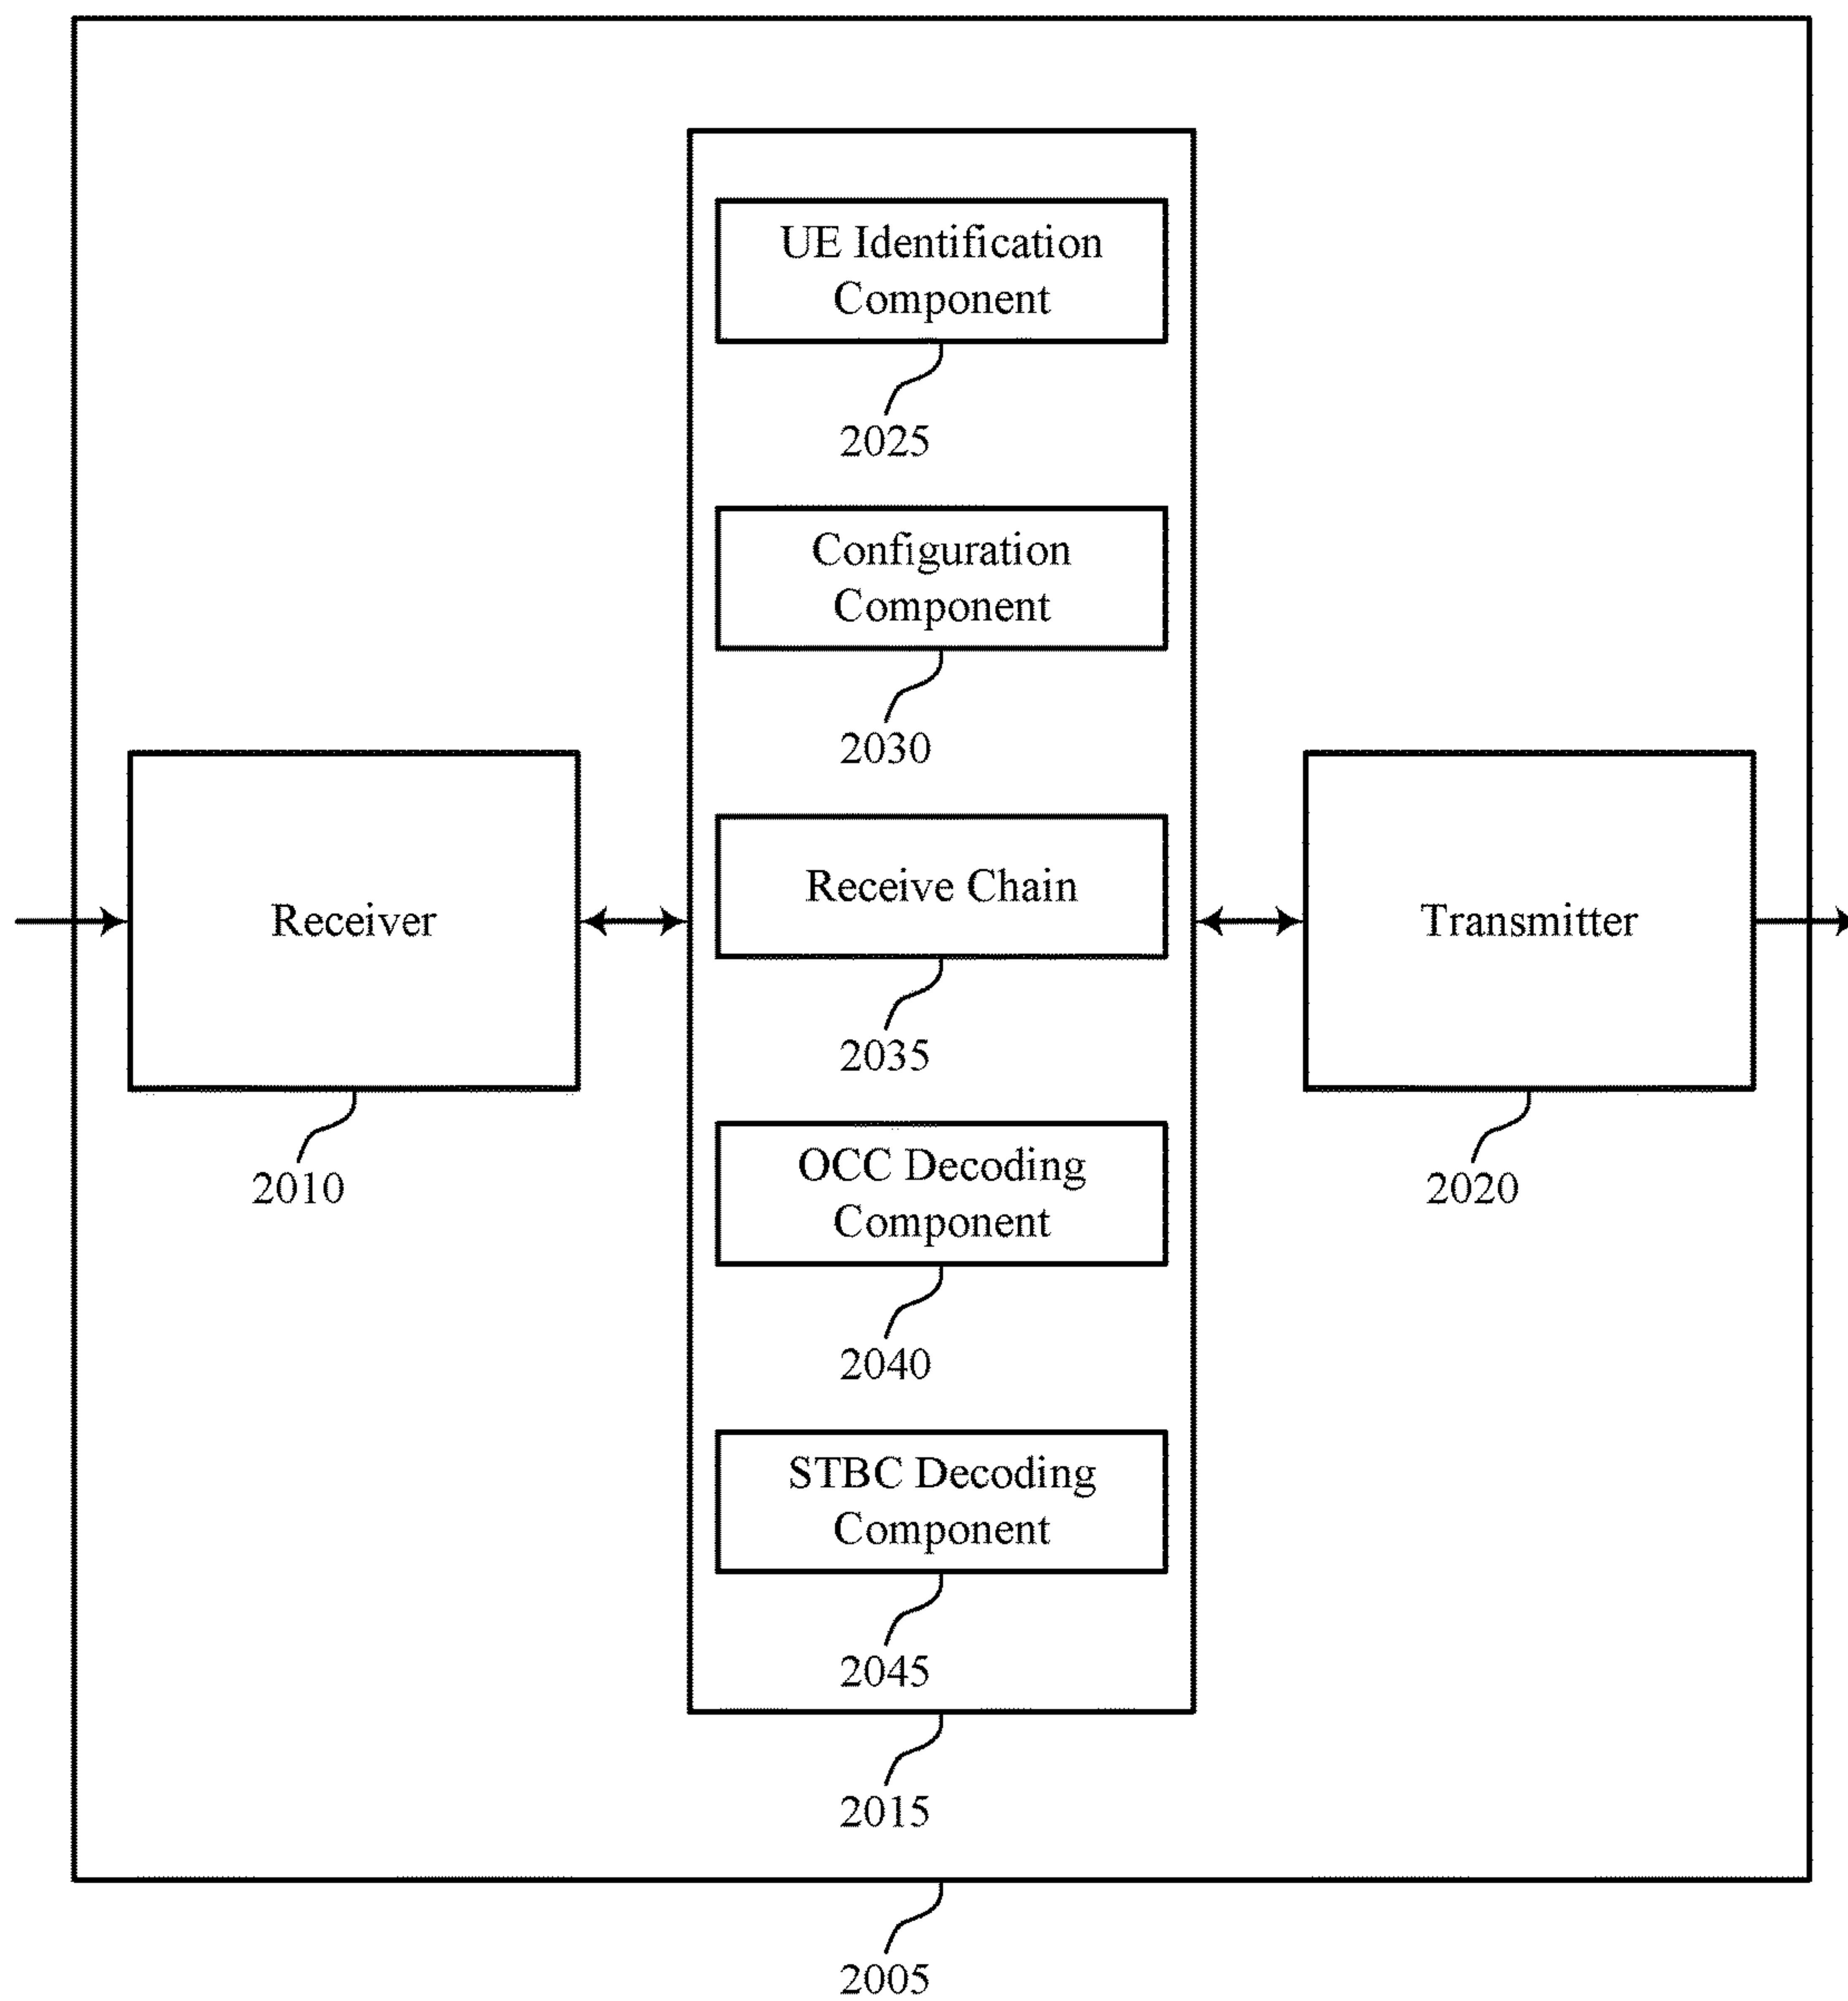 UE Identification
Component
2025
Configuration
Component
2030
Receiver
2010
Receive Chain
2035
Transmitter
2020
OCC Decoding
Component
2040
STBC Decoding
Component
2045
2015
2005